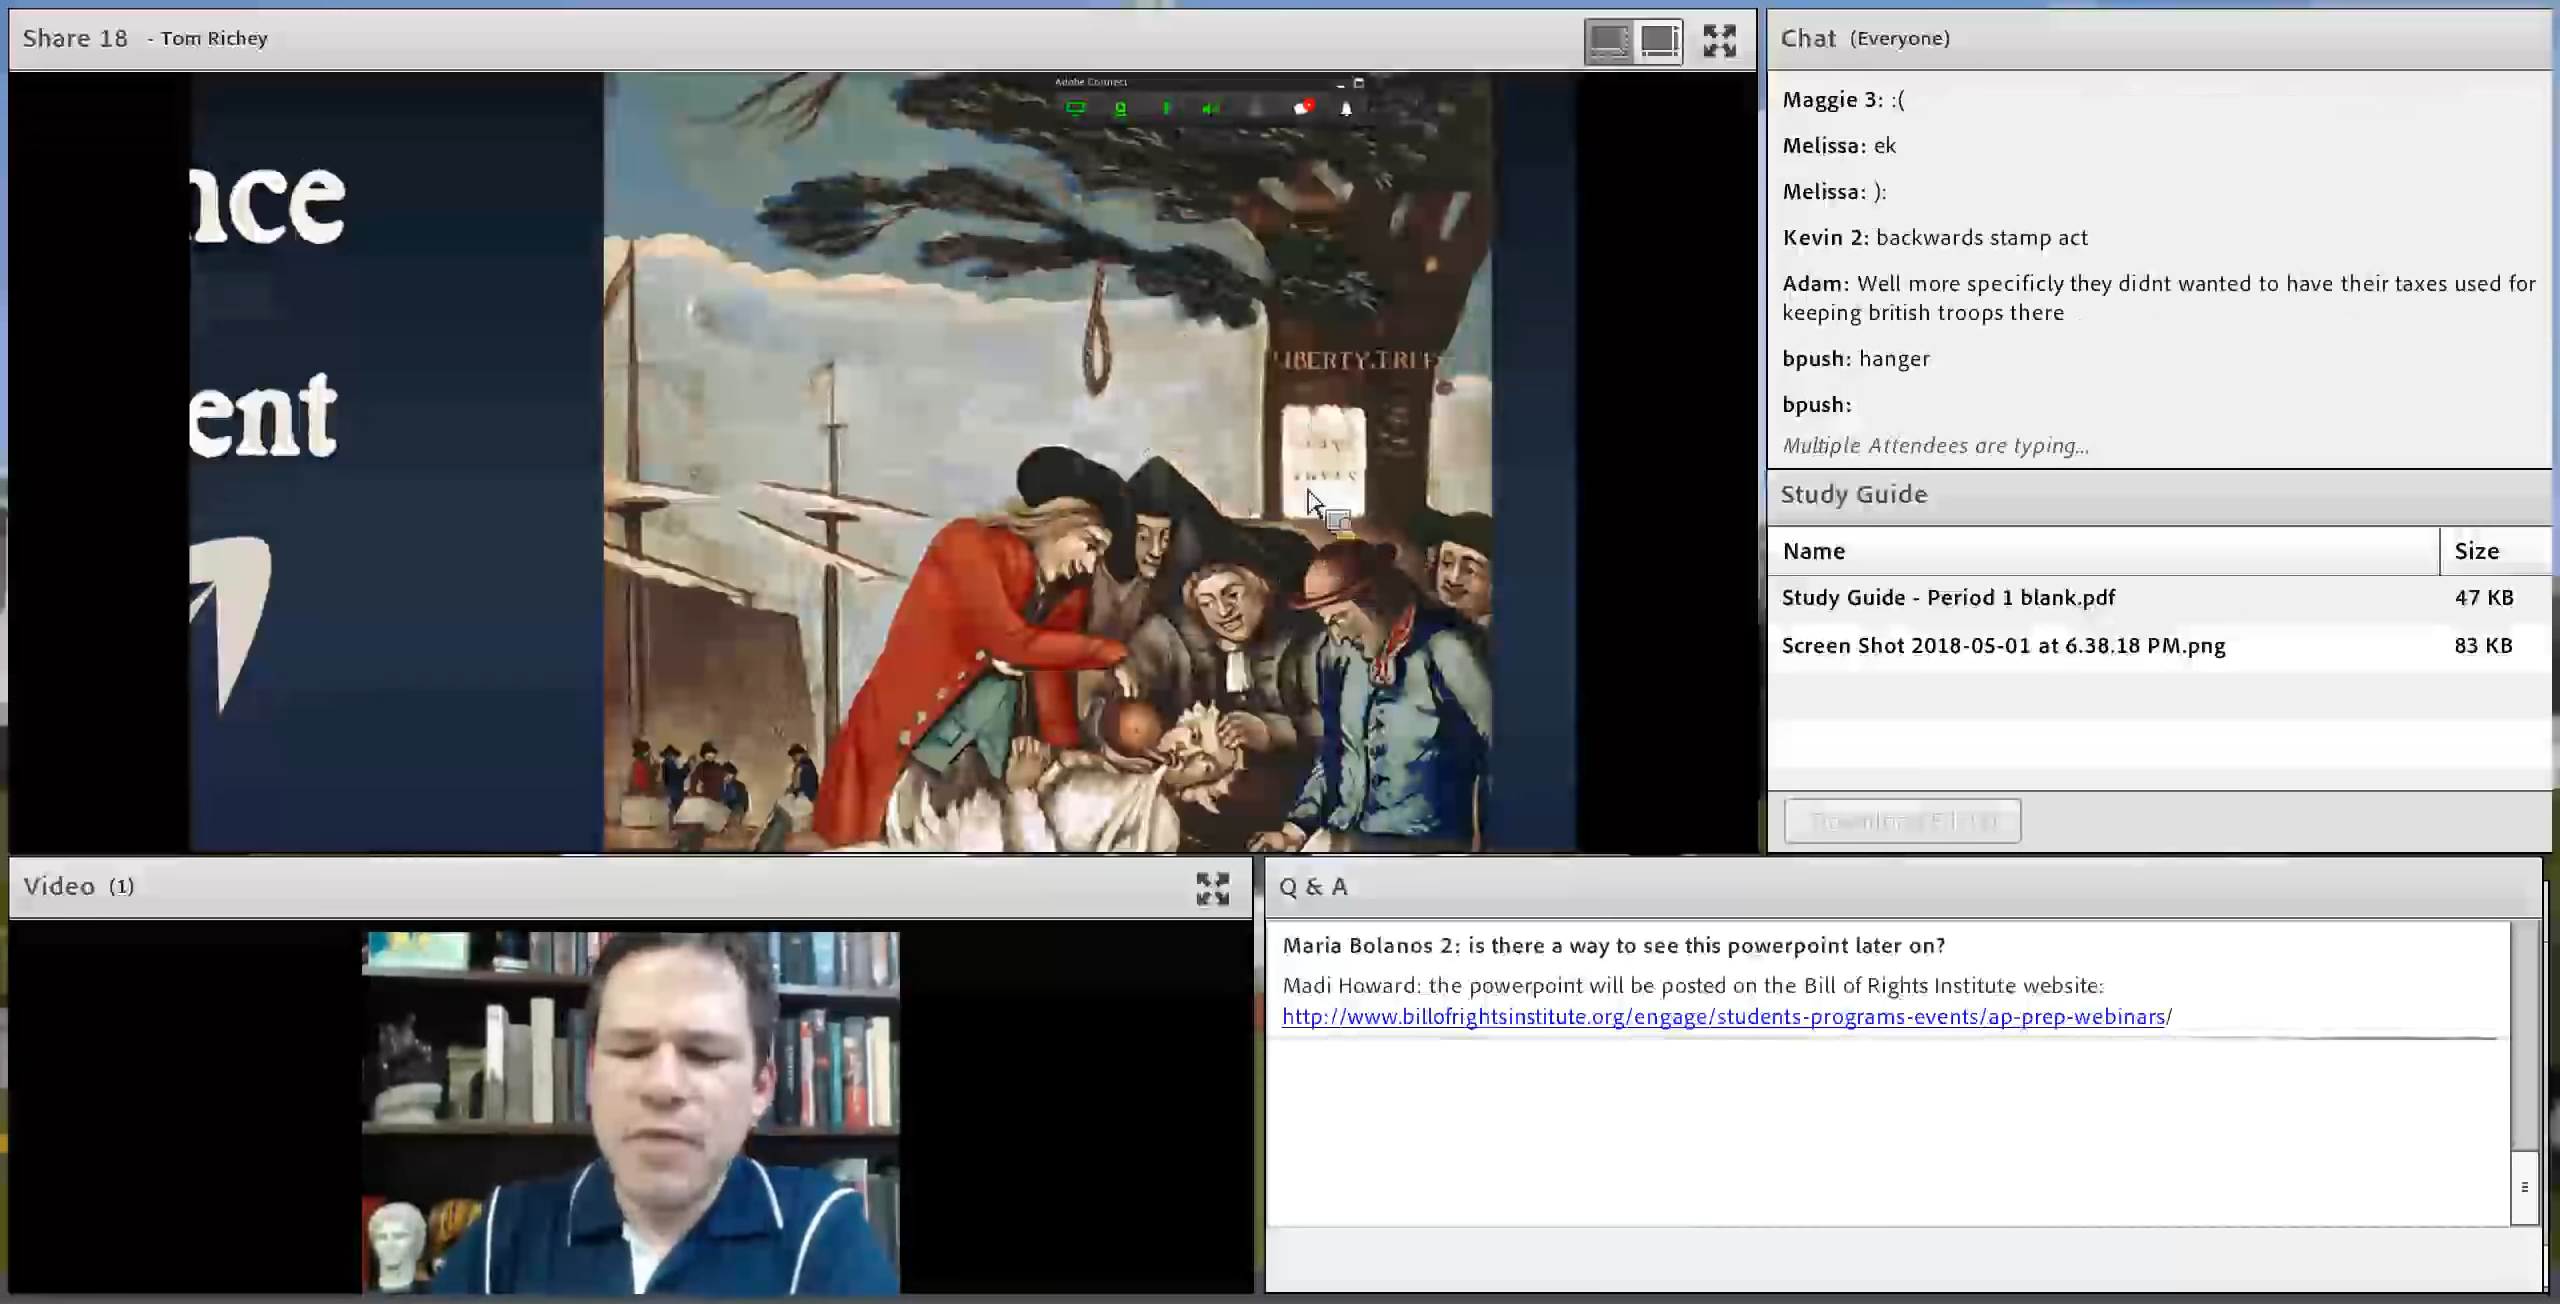 Share 18 - Tom Richey
Adobe Connect
nce
ent
LIBERTY.TREE
Chat (Everyone)
Maggie 3: :(
Melissa: ek
Melissa: ):
Kevin 2: backwards stamp act
Adam: Well more specificly they didnt wanted to have their taxes used for
keeping british troops there
bpush: hanger
bpush:
Multiple Attendees are typing...
Study Guide
Name Size
Study Guide - Period 1 blank.pdf 47 KB
Screen Shot 2018-05-01 at 6.38.18 PM.png 83 KB
Video (1)
Q & A
Maria Bolanos 2: is there a way to see this powerpoint later on?
Madi Howard: the powerpoint will be posted on the Bill of Rights Institute website:
http://www.billofrightsinstitute.org/engage/students-programs-events/ap-prep-webinars/